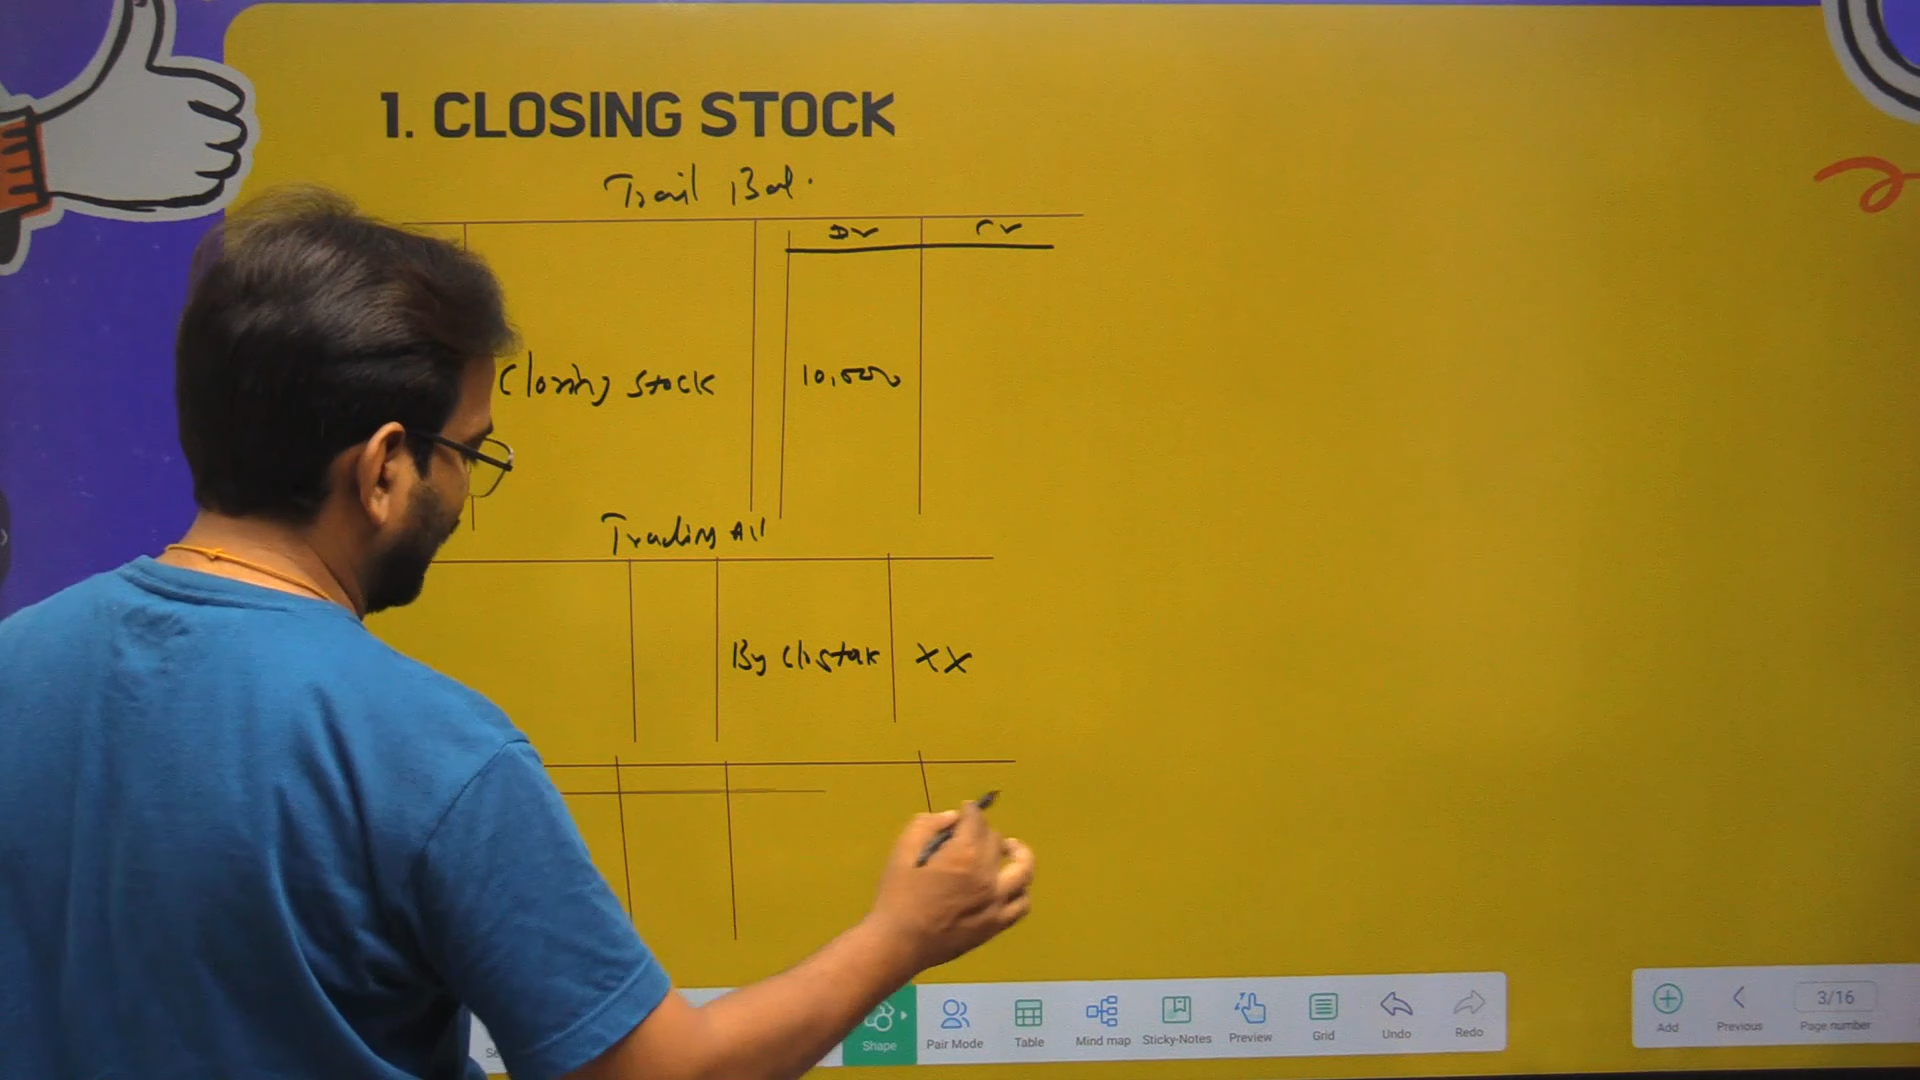 1. CLOSING STOCK
Trail Bal.
Dr Cr
Closing stock 10,000
Trading A/c
By Cl. stock XX
Shape
Pair Mode
Table
Mind map
Sticky-Notes
Preview
Grid
Undo
Redo
Add
Previous
3/16
Page number